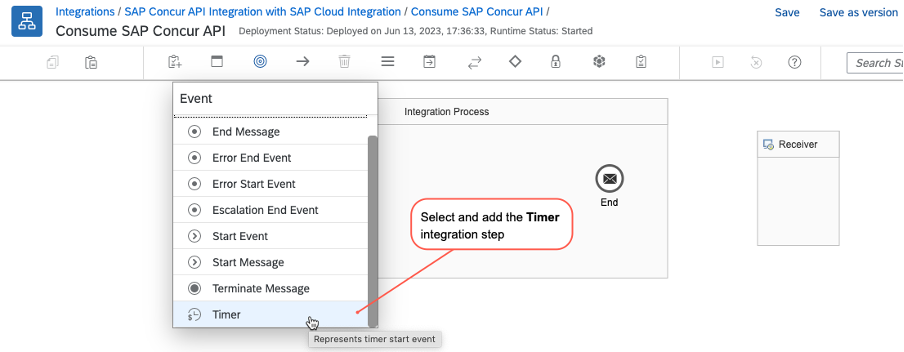 Integrations / SAP Concur API Integration with SAP Cloud Integration / Consume SAP Concur API /
Save Save as version
Consume SAP Concur API Deployment Status: Deployed on Jun 13, 2023, 17:36:33, Runtime Status: Started
Event
End Message
Error End Event
Error Start Event
Escalation End Event
Start Event
Start Message
Terminate Message
Timer
Represents timer start event
Integration Process
End
Select and add the Timer
integration step
Receiver
Search